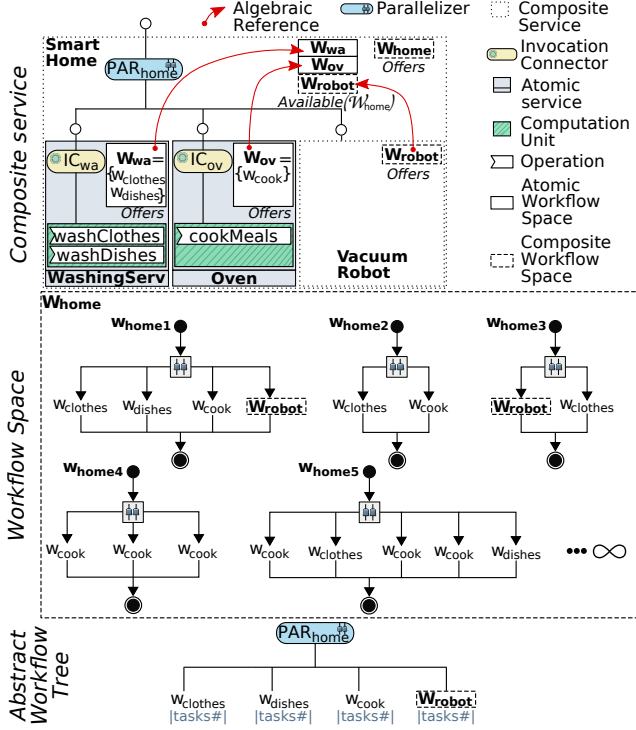 Algebraic Reference
Parallelizer
Composite Service
Smart Home
PARhome
Wwa
Wov
Wrobot
Available(Whome)
Whome
Offers
Invocation Connector
Atomic service
Computation Unit
Operation
Atomic Workflow Space
Composite Workflow Space
Composite service
ICwa
Wwa=
{wclothes
wdishes}
Offers
ICov
Wov=
{wcook}
Offers
Wrobot
Offers
washClothes
washDishes
WashingServ
cookMeals
Oven
Vacuum Robot
Workflow Space
Whome
whome1
wclothes
wdishes
wcook
Wrobot
whome2
wclothes
wcook
whome3
Wrobot
wclothes
whome4
wcook
wcook
wcook
whome5
wcook
wclothes
wcook
wcook
wdishes
••• ∞
Abstract Workflow Tree
PARhome
wclothes
|tasks#|
wdishes
|tasks#|
wcook
|tasks#|
Wrobot
|tasks#|